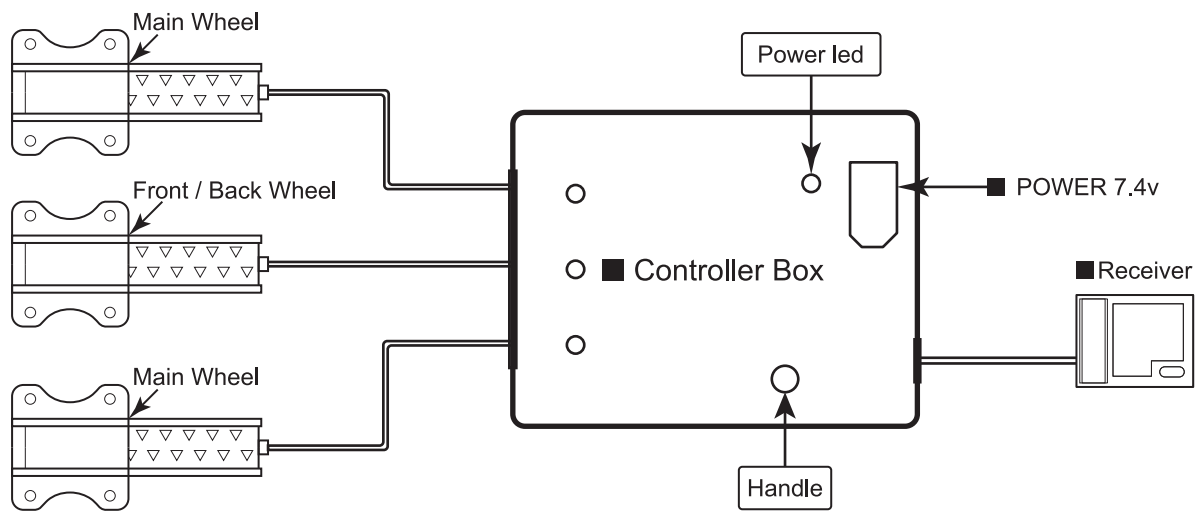 Main Wheel
Power led
Front / Back Wheel
POWER 7.4v
Controller Box
Receiver
Main Wheel
Handle